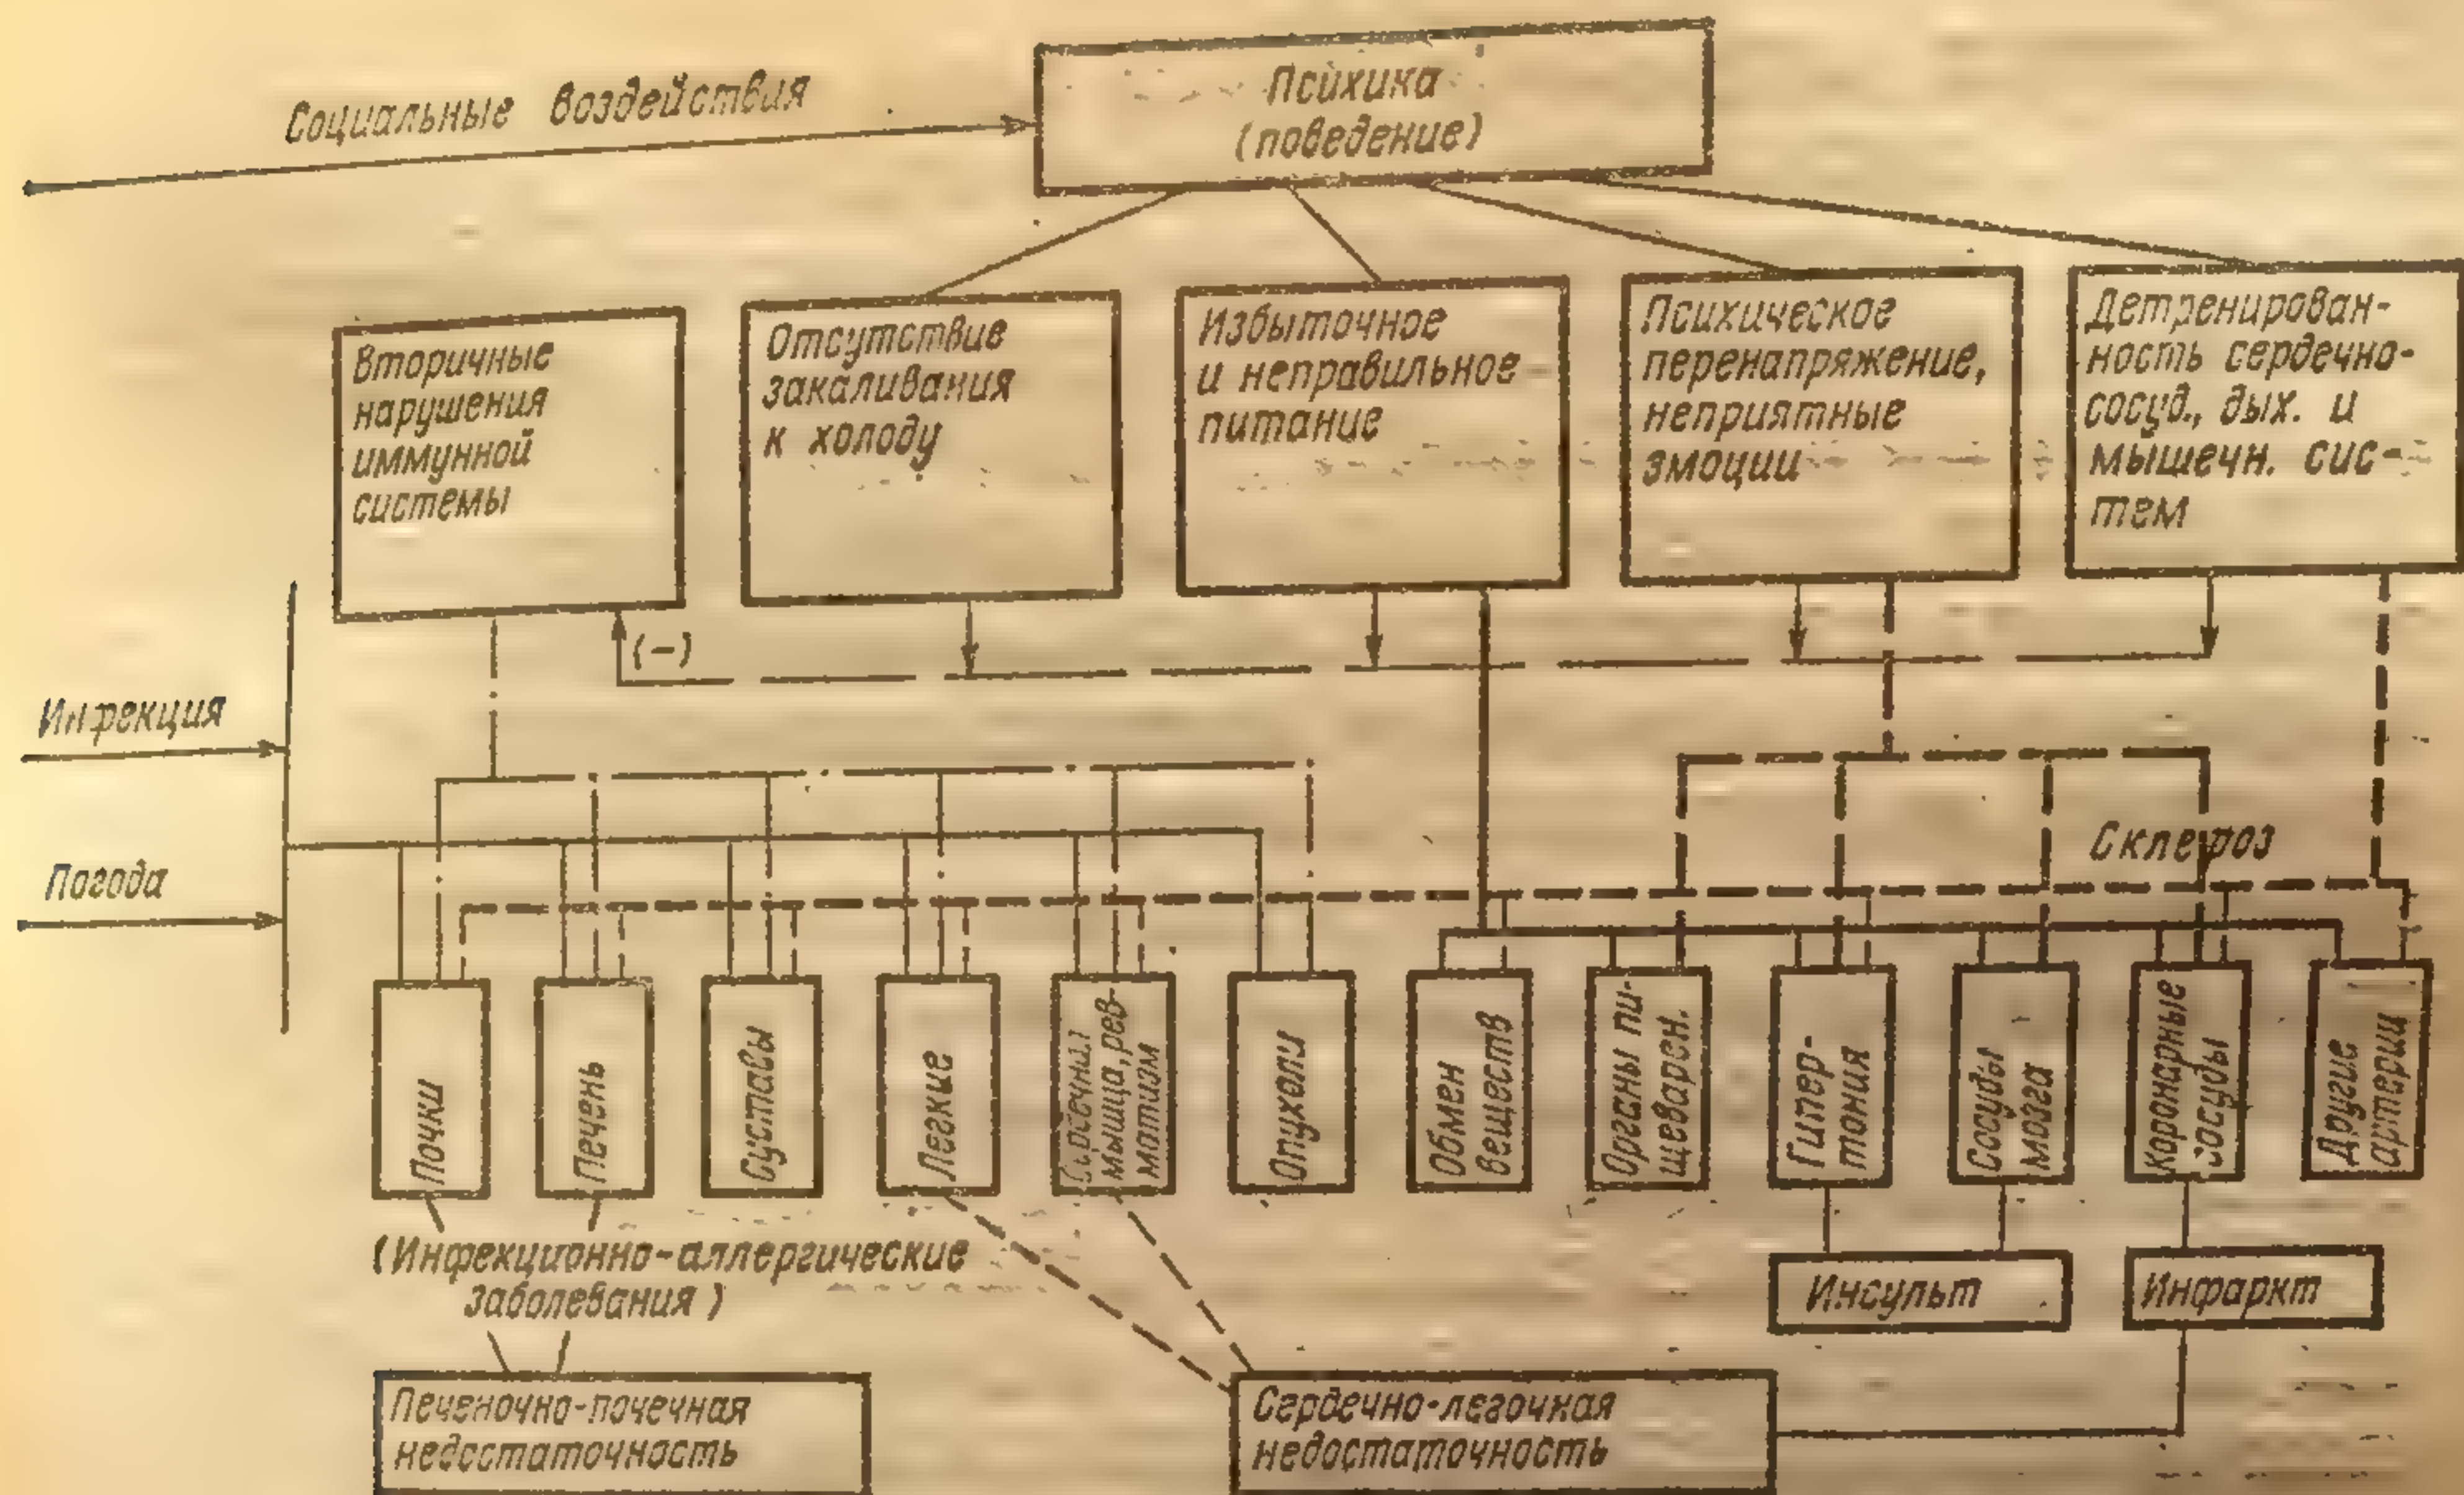 Социальные воздействия
Психика
(поведение)
Вторичные
нарушения
иммунной
системы
Отсутствие
закаливания
к холоду
Избыточное
и неправильное
питание
Психическое
перенапряжение,
неприятные
эмоции
Детренирован-
ность сердечно-
сосуд., дых. и
мышечн. сис-
тем
(-)
Инфекция
Погода
Склероз
Почки
Печень
Суставы
Легкие
мышца, рев-
матизм
Опухоли
Обмен
веществ
Органы пи-
щеварен.
Гипер-
тония
Сосуды
мозга
Коронарные
сосуды
Другие
артерии
(Инфекционно-аллергические
заболевания)
Инсульт
Инфаркт
Печеночно-почечная
недостаточность
Сердечно-легочная
недостаточность